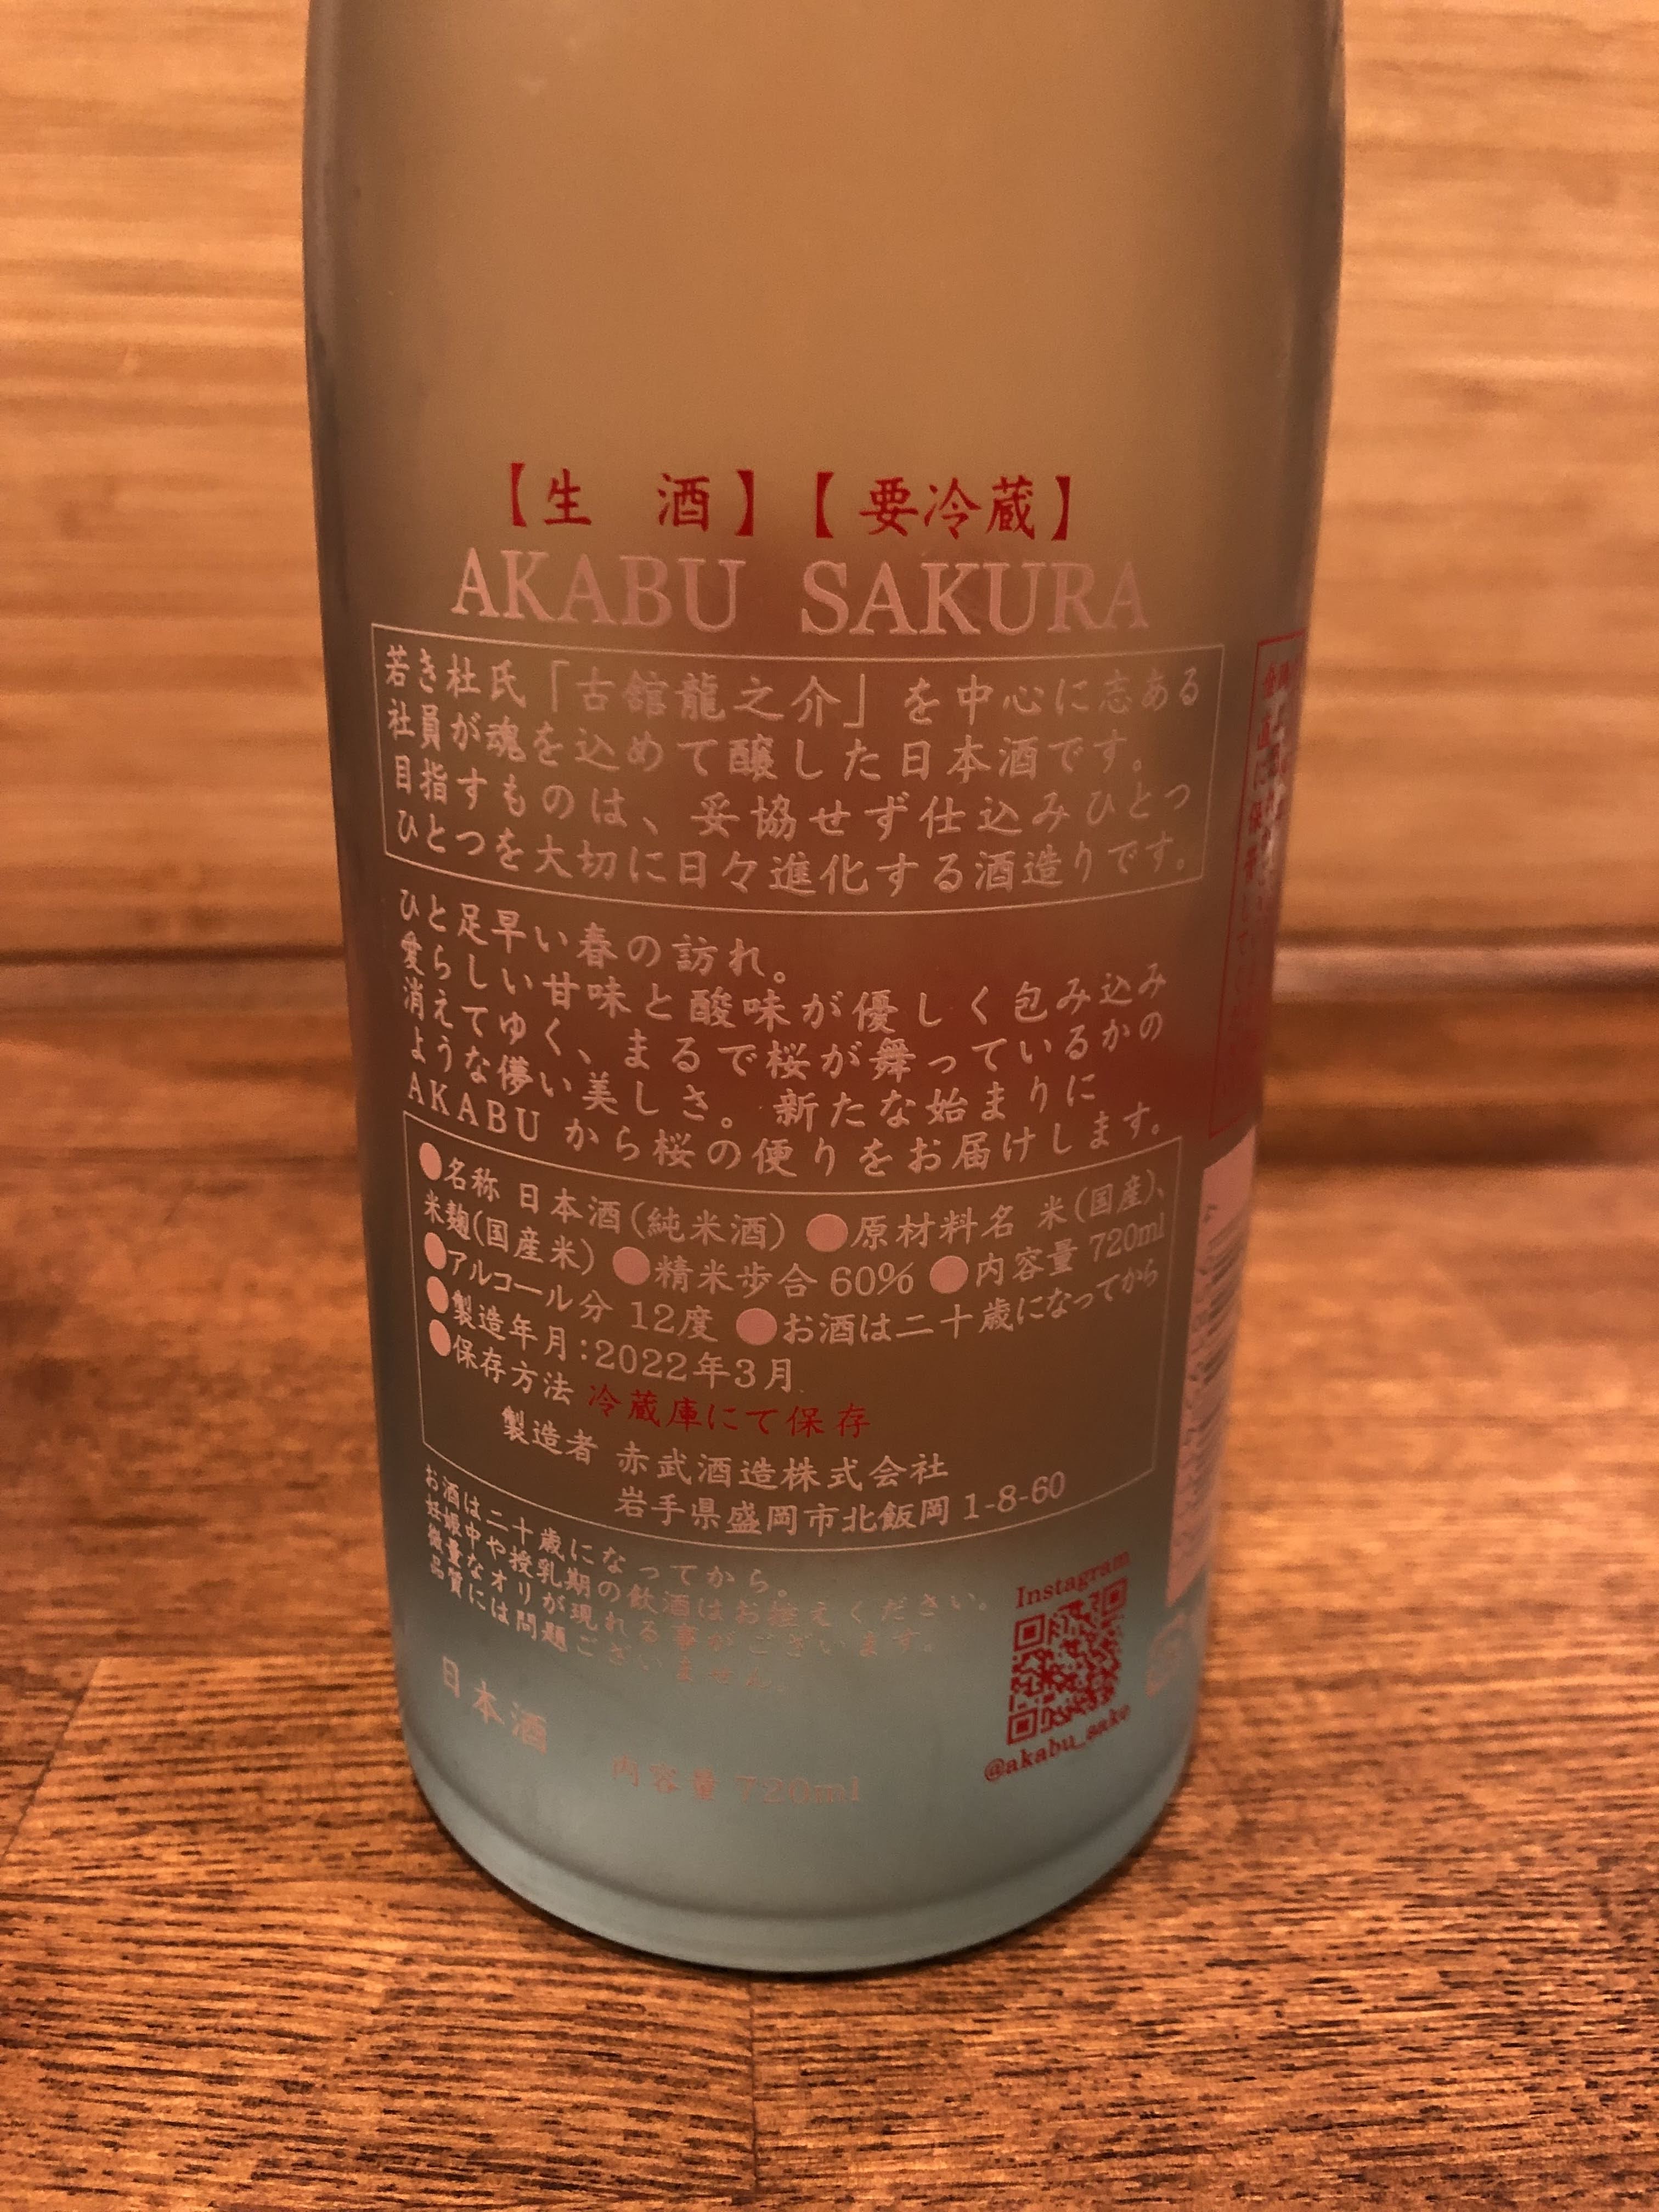 【生　酒】【要冷蔵】
AKABU SAKURA
若き杜氏「古舘龍之介」を中心に志ある
社員が魂を込めて醸した日本酒です。
目指すものは、妥協せず仕込みひとつ
ひとつを大切に日々進化する酒造りです。
ひと足早い春の訪れ。
愛らしい甘味と酸味が優しく包み込み
消えてゆく、まるで桜が舞っているかの
ような儚い美しさ。新たな始まりに
AKABU から桜の便りをお届けします。
●名称 日本酒(純米酒) ●原材料名 米(国産)、
米麹(国産米) ●精米歩合 60% ●内容量 720ml
●アルコール分 12度 ●お酒は二十歳になってから
●製造年月:2022年3月
●保存方法 冷蔵庫にて保存
製造者 赤武酒造株式会社
岩手県盛岡市北飯岡 1-8-60
お酒は二十歳になってから。
妊娠中や授乳期の飲酒はお控えください。
微量なオリが現れる事がございます。
品質には問題ございません。
Instagram
@akabu_sake
日本酒
内容量 720ml